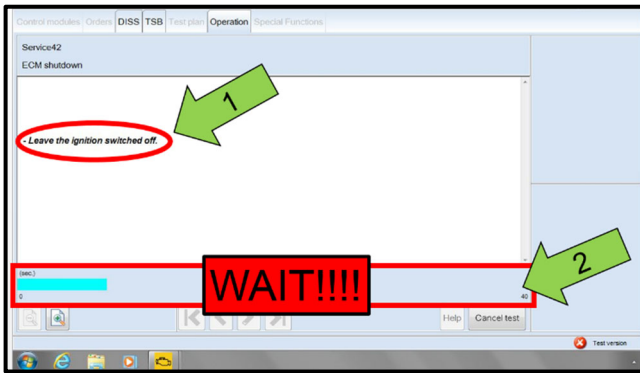 Control modules Orders DISS TSB Test plan Operation Special Functions
Service42
ECM shutdown
1
- Leave the ignition switched off.
2
(sec.)
WAIT!!!!
0 40
Help Cancel test
Test version